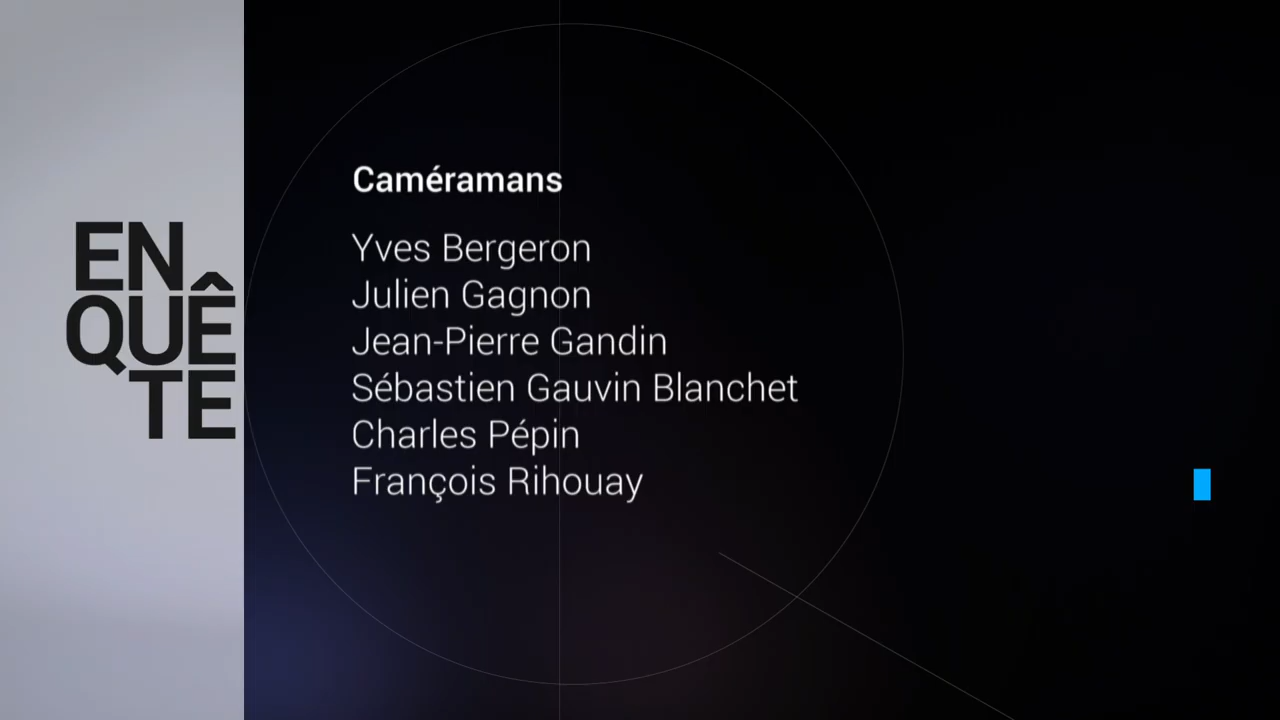 EN
QUÊ
TE
Caméramans
Yves Bergeron
Julien Gagnon
Jean-Pierre Gandin
Sébastien Gauvin Blanchet
Charles Pépin
François Rihouay